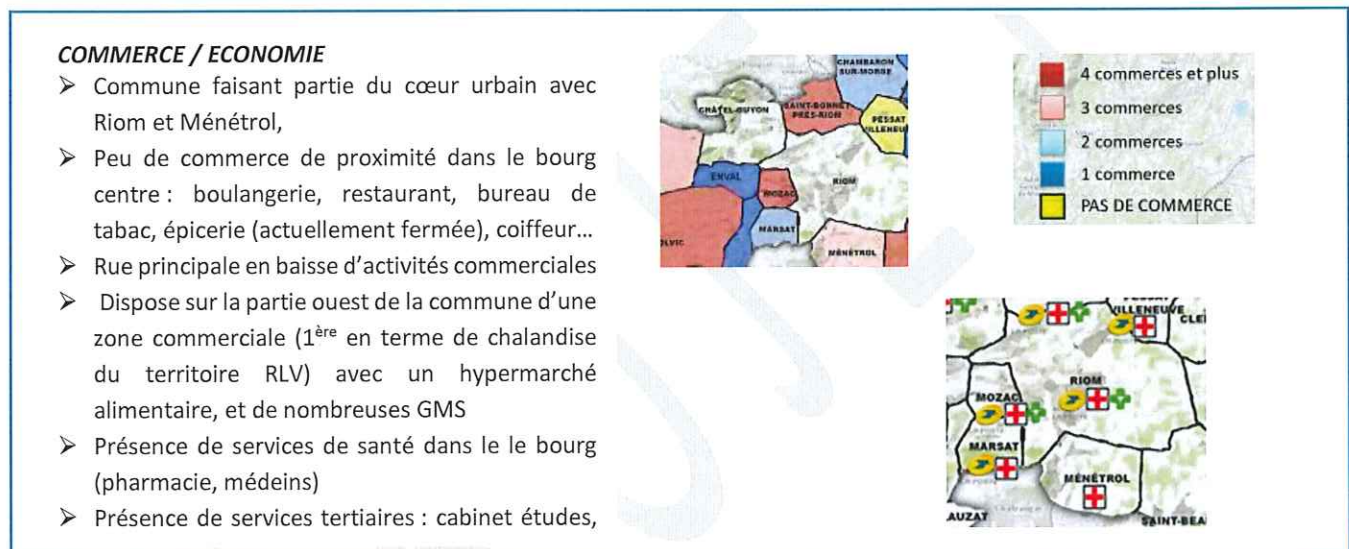 COMMERCE / ECONOMIE
➢ Commune faisant partie du cœur urbain avec
Riom et Ménétrol,
➢ Peu de commerce de proximité dans le bourg
centre : boulangerie, restaurant, bureau de
tabac, épicerie (actuellement fermée), coiffeur…
➢ Rue principale en baisse d’activités commerciales
➢ Dispose sur la partie ouest de la commune d’une
zone commerciale (1ère en terme de chalandise
du territoire RLV) avec un hypermarché
alimentaire, et de nombreuses GMS
➢ Présence de services de santé dans le le bourg
(pharmacie, médeins)
➢ Présence de services tertiaires : cabinet études,
CHAMBARON
SUR-MORGE
CHÂTEL-GUYON
SAINT-BONNET
PRÈS-RIOM
PESSAT
VILLENEU
ENVAL
MOZAC
RIOM
MARSAT
OLVIC
MÉNÉTROL
4 commerces et plus
3 commerces
2 commerces
1 commerce
PAS DE COMMERCE
VILLENEUVE
CLE
RIOM
MOZAC
MARSAT
MÉNÉTROL
LAUZAT
SAINT-BEA